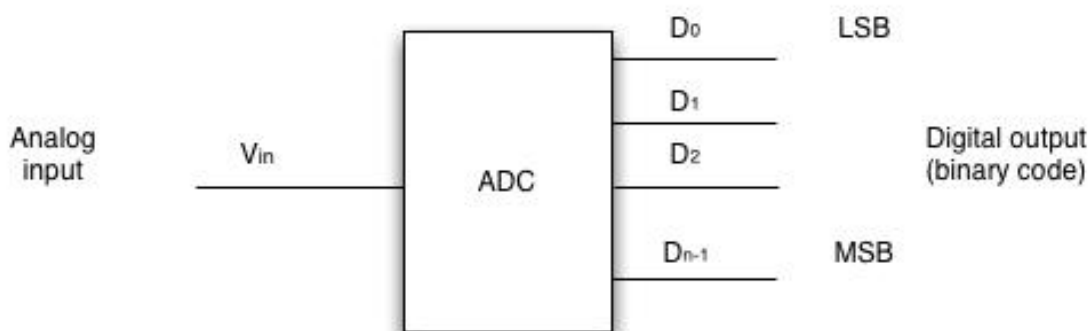 D0 LSB
D1
Analog
input
Vin
ADC
D2
Digital output
(binary code)
Dn-1 MSB